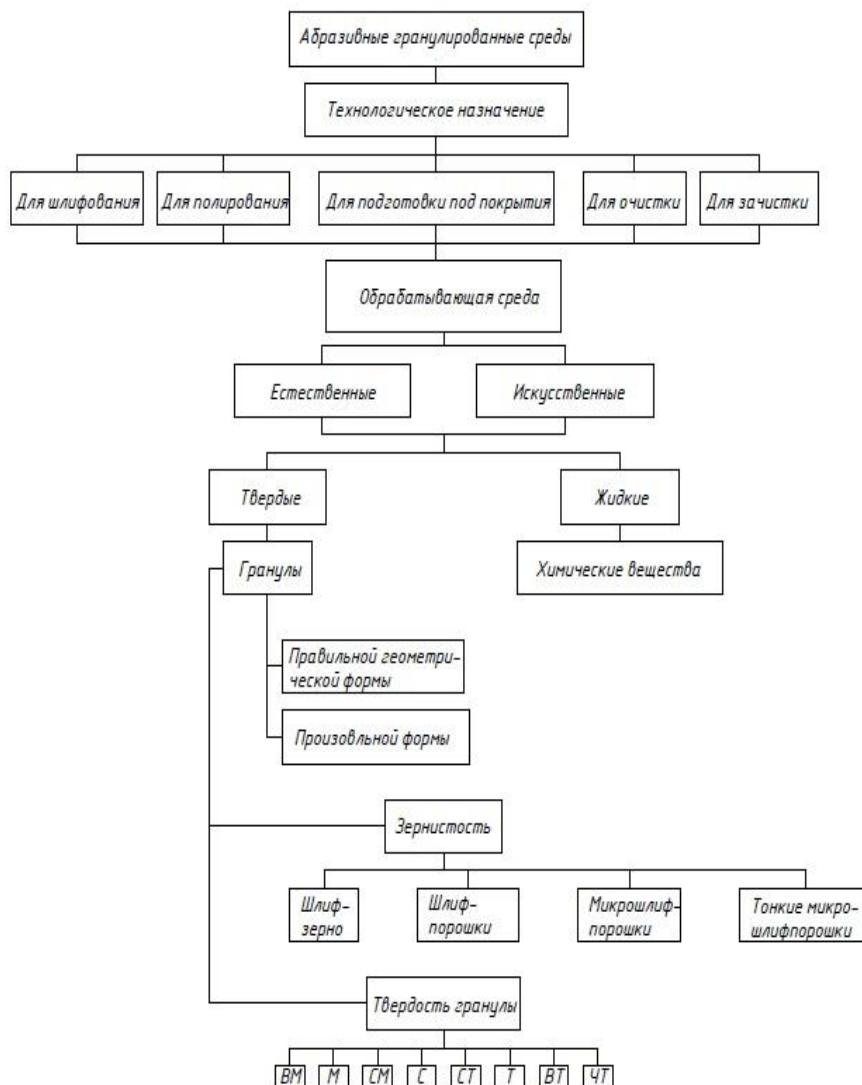 Абразивные гранулированные среды
Технологическое назначение
Для шлифования
Для полирования
Для подготовки под покрытия
Для очистки
Для зачистки
Обрабатывающая среда
Естественные
Искусственные
Твердые
Жидкие
Гранулы
Химические вещества
Правильной геометри-
ческой формы
Произовльной формы
Зернистость
Шлиф-
зерно
Шлиф-
порошки
Микрошлиф-
порошки
Тонкие микро-
шлифпорошки
Твердость гранулы
ВМ
М
СМ
С
СТ
Т
ВТ
ЧТ